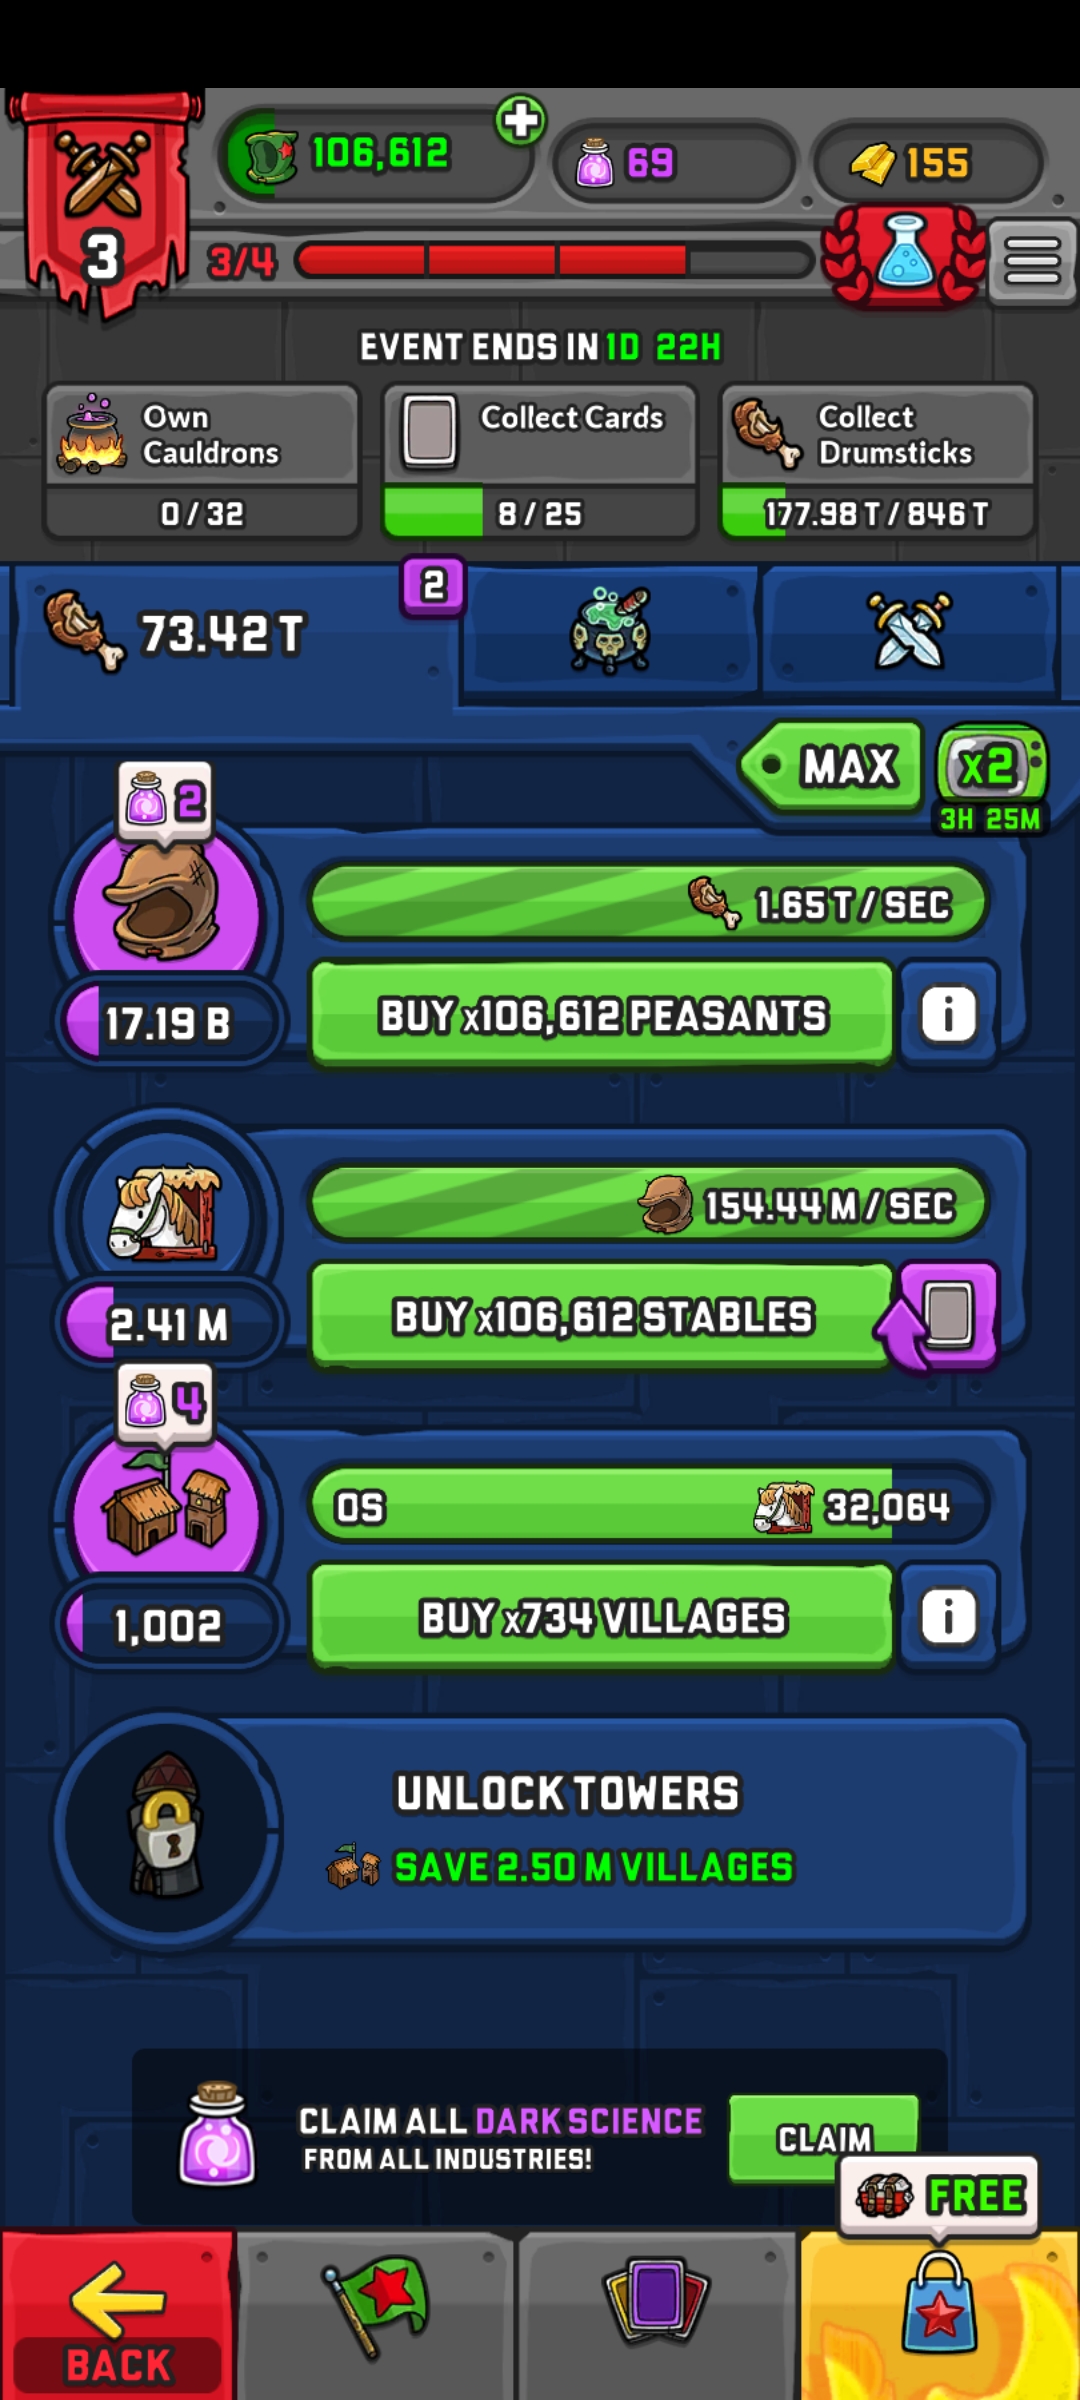 106,612
69
155
3
3/4
EVENT ENDS IN 1D 22H
Own Cauldrons
0 / 32
Collect Cards
8 / 25
Collect Drumsticks
177.98 T / 846 T
73.42 T
2
MAX
x2
3H 25M
2
1.65 T / SEC
17.19 B
BUY x106,612 PEASANTS
i
154.44 M / SEC
2.41 M
BUY x106,612 STABLES
4
0S
32,064
1,002
BUY x734 VILLAGES
i
UNLOCK TOWERS
SAVE 2.50 M VILLAGES
CLAIM ALL DARK SCIENCE
FROM ALL INDUSTRIES!
CLAIM
FREE
BACK